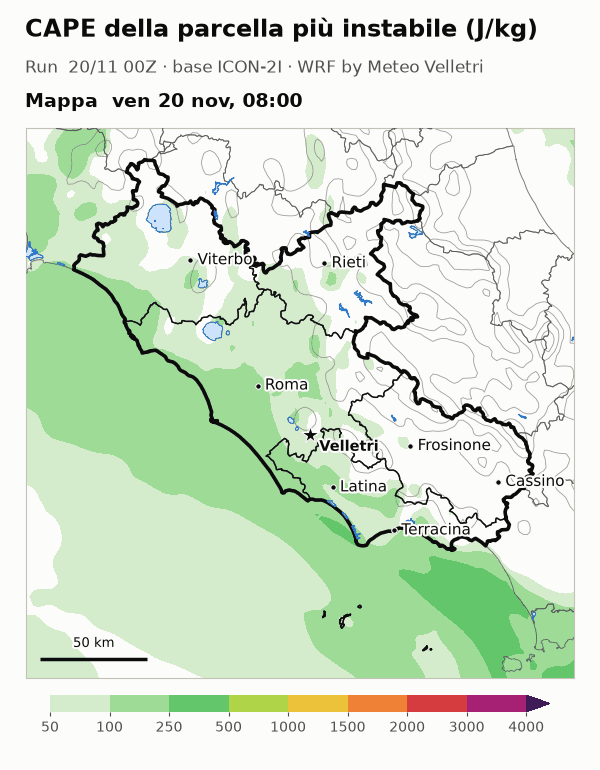 CAPE della parcella più instabile (J/kg)
Run 20/11 00Z · base ICON-2I · WRF by Meteo Velletri
Mappa ven 20 nov, 08:00
Viterbo
Rieti
Roma
Velletri
Frosinone
Cassino
Latina
Terracina
50 km
50 100 250 500 1000 1500 2000 3000 4000